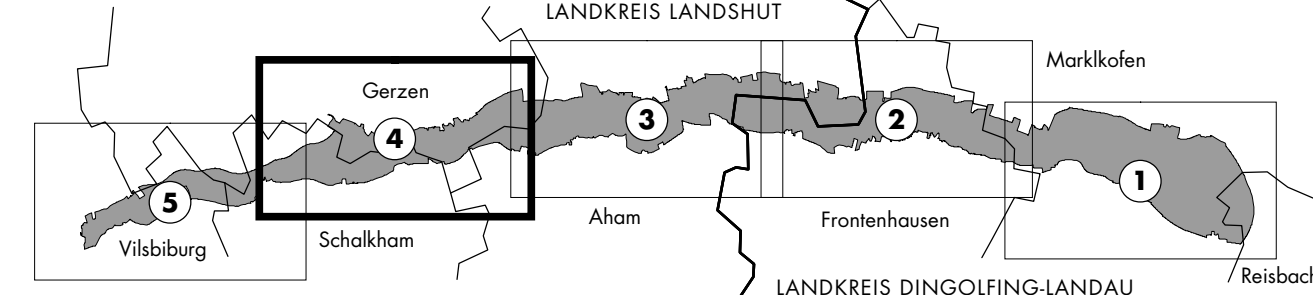 LANDKREIS LANDSHUT
Marklkofen
Gerzen
4
3
2
1
5
Vilsbiburg
Schalkham
Aham
Frontenhausen
Reisbach
LANDKREIS DINGOLFING-LANDAU